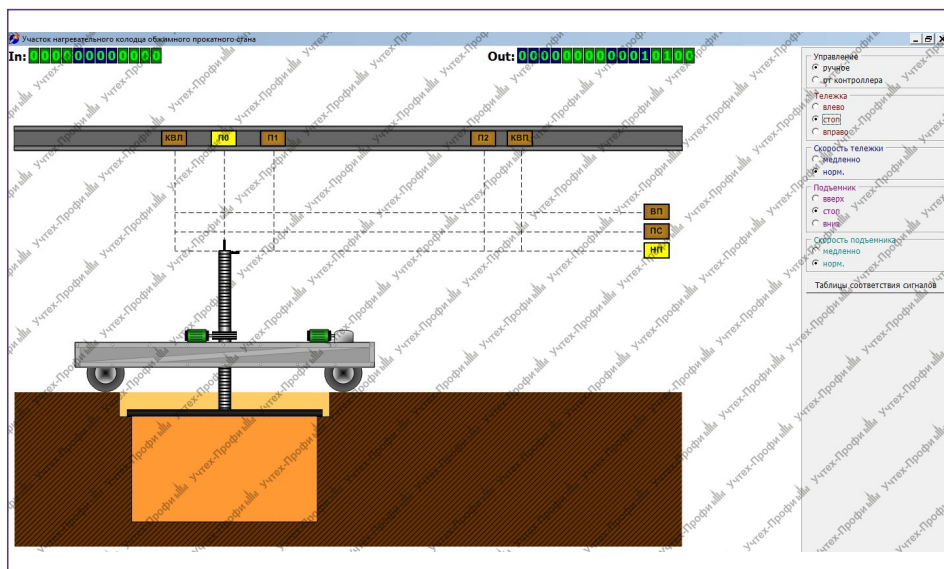 Участок нагревательного колодца обжимного прокатного стана
In: 000000000000
Управление
ручное
от контроллера
Тележка
влево
стоп
вправо
Скорость тележки
медленно
норм.
Подъемник
вверх
стоп
вниз
Скорость подъемника
медленно
норм.
Таблицы соответствия сигналов
КВЛ П0 П1 П2 КВП
ВП
ПС
НП
Учтех-Профи